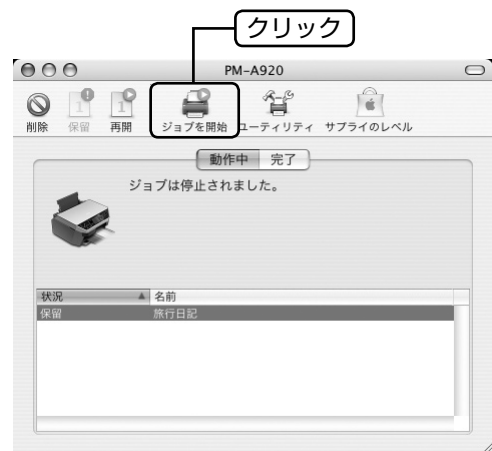 クリック
PM-A920
削除 保留 再開 ジョブを開始 ユーティリティ サプライのレベル
動作中 完了
ジョブは停止されました。
状況 名前
保留 旅行日記